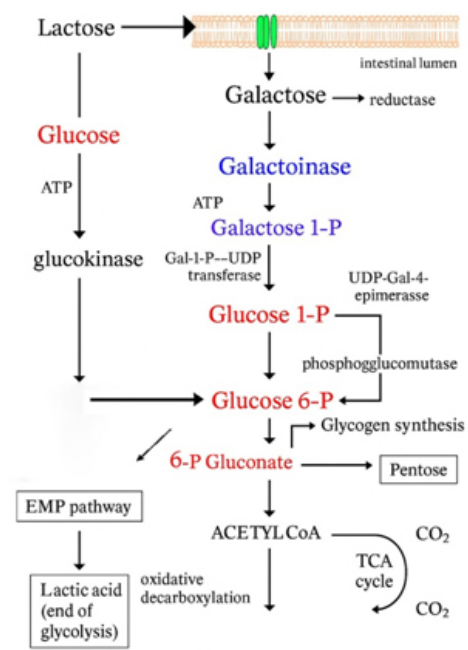 Lactose
intestinal lumen
Galactose
reductase
Glucose
Galactoinase
ATP
ATP
Galactose 1-P
glucokinase
Gal-1-P--UDP
transferase
UDP-Gal-4-
epimerasse
Glucose 1-P
phosphogglucomutase
Glucose 6-P
Glycogen synthesis
6-P Gluconate
Pentose
EMP pathway
ACETYL CoA
CO₂
TCA
cycle
oxidative
decarboxylation
Lactic acid
(end of
glycolysis)
CO₂